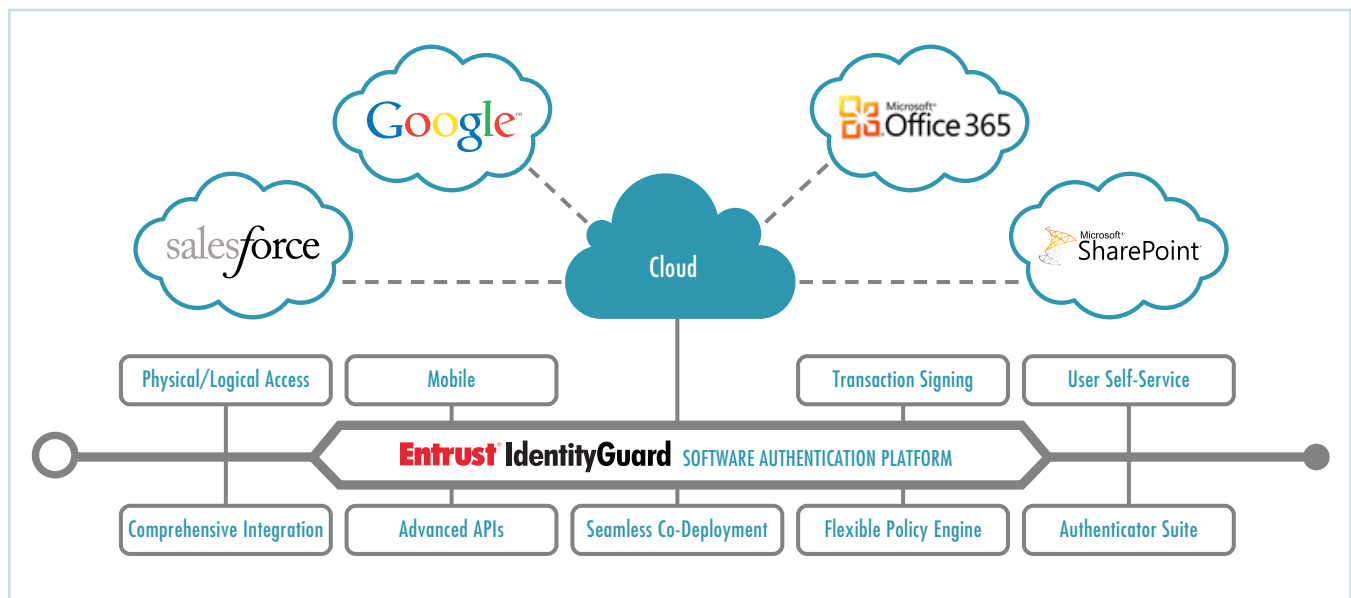 Google™
Microsoft®
Office 365
salesforce
Cloud
Microsoft®
SharePoint
Physical/Logical Access
Mobile
Transaction Signing
User Self-Service
Entrust® IdentityGuard SOFTWARE AUTHENTICATION PLATFORM
Comprehensive Integration
Advanced APIs
Seamless Co-Deployment
Flexible Policy Engine
Authenticator Suite